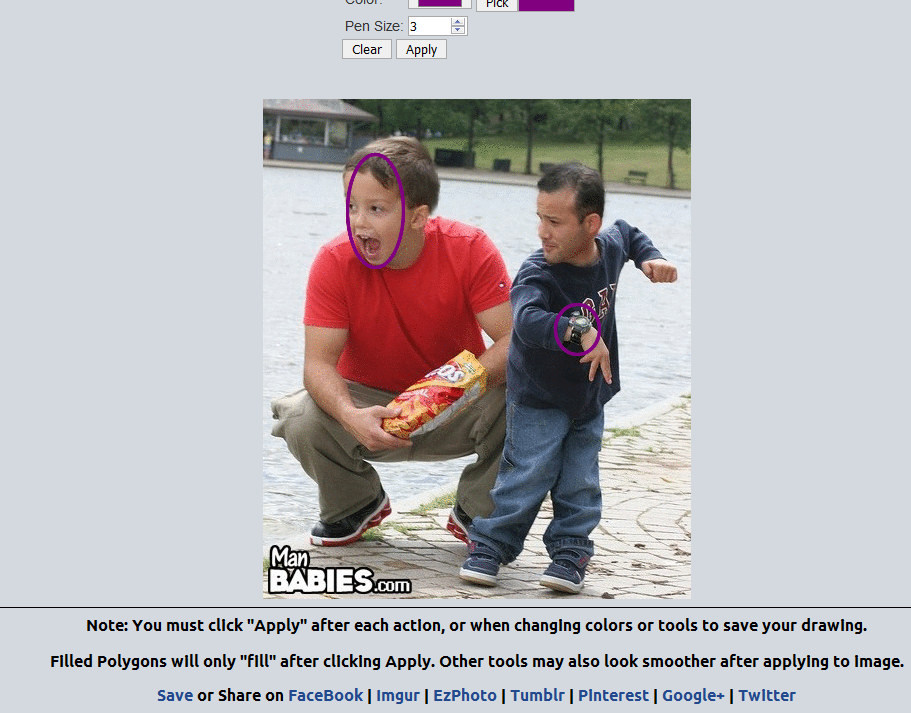 Color:
Pick
Pen Size: 3
Clear Apply
Man
BABIES.com
Note: You must click "Apply" after each action, or when changing colors or tools to save your drawing.
Filled Polygons will only "fill" after clicking Apply. Other tools may also look smoother after applying to image.
Save or Share on FaceBook | Imgur | EzPhoto | Tumblr | Pinterest | Google+ | Twitter